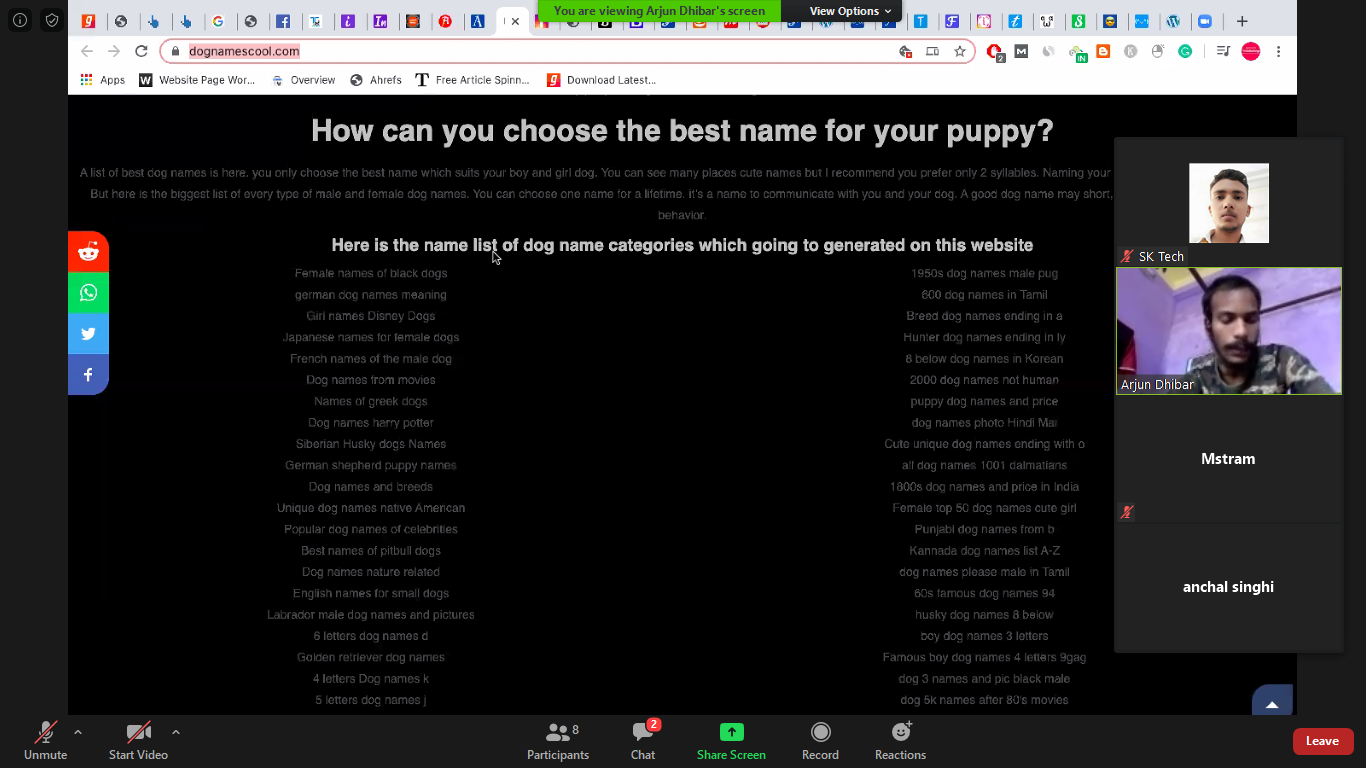 You are viewing Arjun Dhibar's screen
View Options
dognamescool.com
2
IN
Apps
Website Page Wor...
Overview
Ahrefs
Free Article Spinn...
Download Latest...
How can you choose the best name for your puppy?
A list of best dog names is here. you only choose the best name which suits your boy and girl dog. You can see many places cute names but I recommend you prefer only 2 syllables. Naming your
But here is the biggest list of every type of male and female dog names. You can choose one name for a lifetime. it's a name to communicate with you and your dog. A good dog name may short,
behavior.
Here is the name list of dog name categories which going to generated on this website
Female names of black dogs
german dog names meaning
Girl names Disney Dogs
Japanese names for female dogs
French names of the male dog
Dog names from movies
Names of greek dogs
Dog names harry potter
Siberian Husky dogs Names
German shepherd puppy names
Dog names and breeds
Unique dog names native American
Popular dog names of celebrities
Best names of pitbull dogs
Dog names nature related
English names for small dogs
Labrador male dog names and pictures
6 letters dog names d
Golden retriever dog names
4 letters Dog names k
5 letters dog names j
1950s dog names male pug
600 dog names in Tamil
Breed dog names ending in a
Hunter dog names ending in ly
8 below dog names in Korean
2000 dog names not human
puppy dog names and price
dog names photo Hindi Mai
Cute unique dog names ending with o
all dog names 1001 dalmatians
1800s dog names and price in India
Female top 50 dog names cute girl
Punjabi dog names from b
Kannada dog names list A-Z
dog names please male in Tamil
60s famous dog names 94
husky dog names 8 below
boy dog names 3 letters
Famous boy dog names 4 letters 9gag
dog 3 names and pic black male
dog 5k names after 80's movies
SK Tech
Arjun Dhibar
Mstram
anchal singhi
Unmute
Start Video
Participants
8
Chat
2
Share Screen
Record
Reactions
Leave